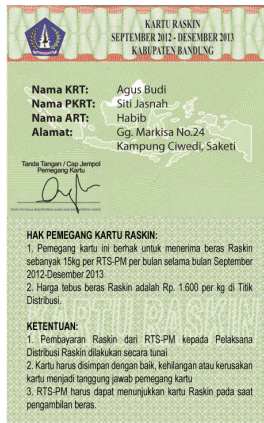 KARTU RASKIN
SEPTEMBER 2012 - DESEMBER 2013
KABUPATEN BANDUNG
Nama KRT: Agus Budi
Nama PKRT: Siti Jasnah
Nama ART: Habib
Alamat: Gg. Markisa No.24
Kampung Ciwedi, Saketi
Tanda Tangan / Cap Jempol
Pemegang Kartu
HAK PEMEGANG KARTU RASKIN:
1. Pemegang kartu ini berhak untuk menerima beras Raskin
sebanyak 15kg per RTS-PM per bulan selama bulan September
2012-Desember 2013
2. Harga tebus beras Raskin adalah Rp. 1.600 per kg di Titik
Distribusi.
KETENTUAN:
1. Pembayaran Raskin dari RTS-PM kepada Pelaksana
Distribusi Raskin dilakukan secara tunai
2. Kartu harus disimpan dengan baik, kehilangan atau kerusakan
kartu menjadi tanggung jawab pemegang kartu
3. RTS-PM harus dapat menunjukkan kartu Raskin pada saat
pengambilan beras.